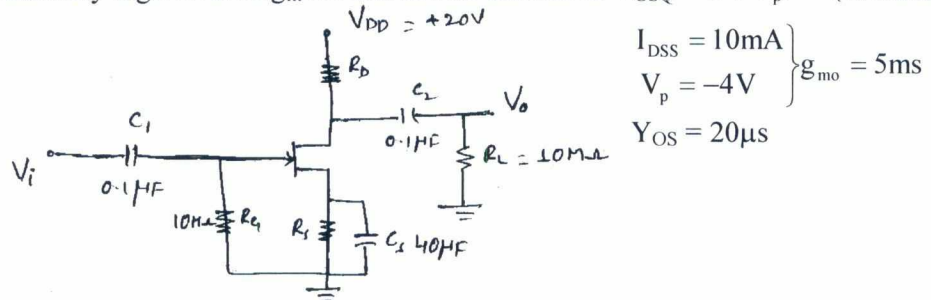 V_DD = +20V
R_D
I_DSS = 10mA
V_p = -4V
g_mo = 5ms
Y_OS = 20μs
C_2
V_o
0.1μF
R_L = 10MΩ
C_1
V_i
0.1μF
10MΩ
R_G
R_s
C_s 40μF